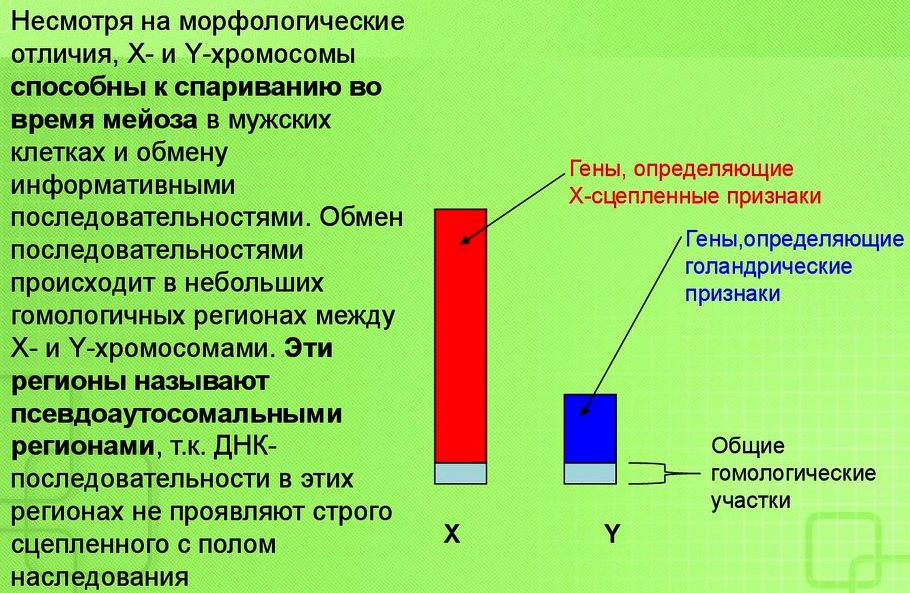 Несмотря на морфологические
отличия, X- и Y-хромосомы
способны к спариванию во
время мейоза в мужских
клетках и обмену
информативными
последовательностями. Обмен
последовательностями
происходит в небольших
гомологичных регионах между
X- и Y-хромосомами. Эти
регионы называют
псевдоаутосомальными
регионами, т.к. ДНК-
последовательности в этих
регионах не проявляют строго
сцепленного с полом
наследования
Гены, определяющие
X-сцепленные признаки
Гены,определяющие
голандрические
признаки
Общие
гомологические
участки
X
Y